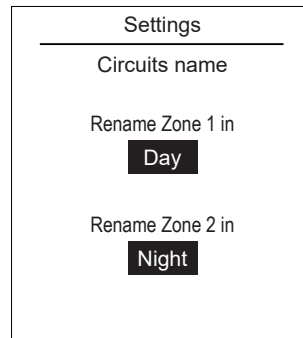 Settings
Circuits name
Rename Zone 1 in
Day
Rename Zone 2 in
Night